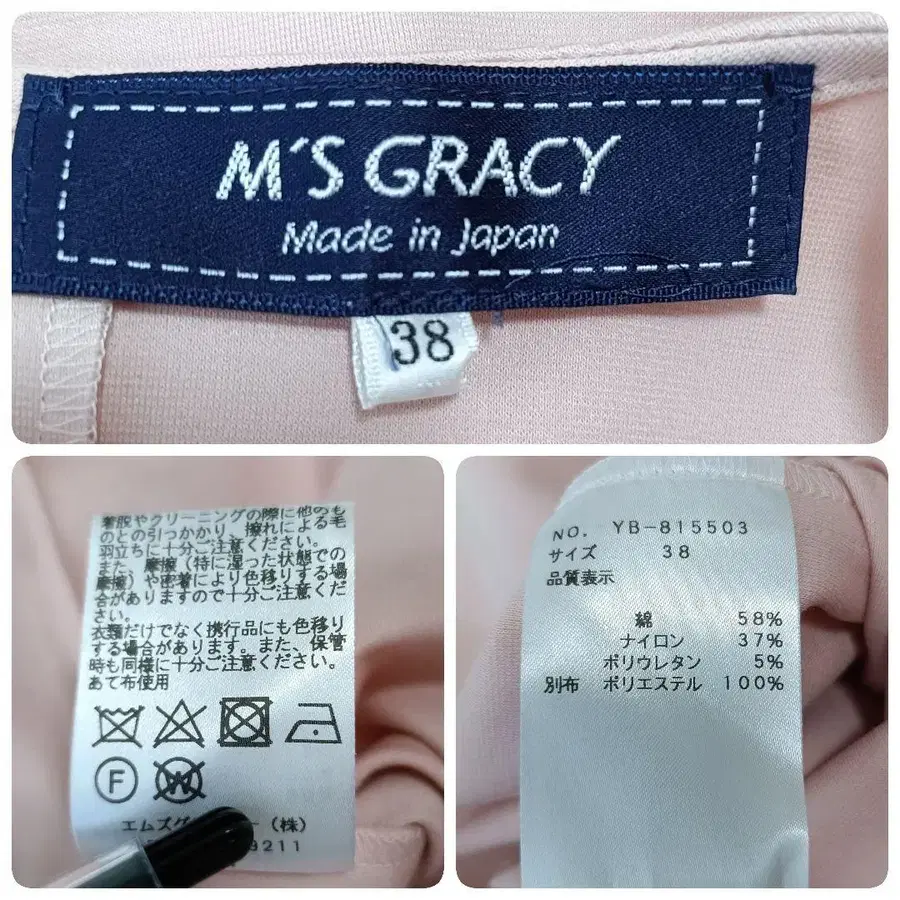 M'S GRACY
Made in Japan
38
着脱やクリーニングの際に他のも
のとの引っかかり、擦れによる毛
羽立ちに十分ご注意ください。
また、摩擦（特に湿った状態での
摩擦）や密着により色移りする場
合がありますので十分ご注意くだ
さい。
衣類だけでなく携行品にも色移り
する場合があります。また、保管
時も同様に十分ご注意ください。
あて布使用
F
W
エムズグ ー（株）
9211
NO. YB-815503
サイズ 38
品質表示
綿 58%
ナイロン 37%
ポリウレタン 5%
別布 ポリエステル 100%